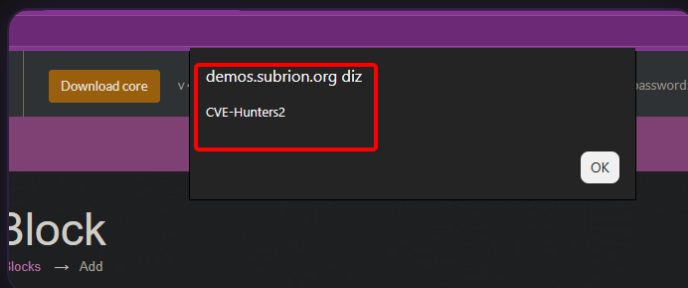 demos.subrion.org diz
Download core
CVE-Hunters2
OK
Block
Blocks → Add